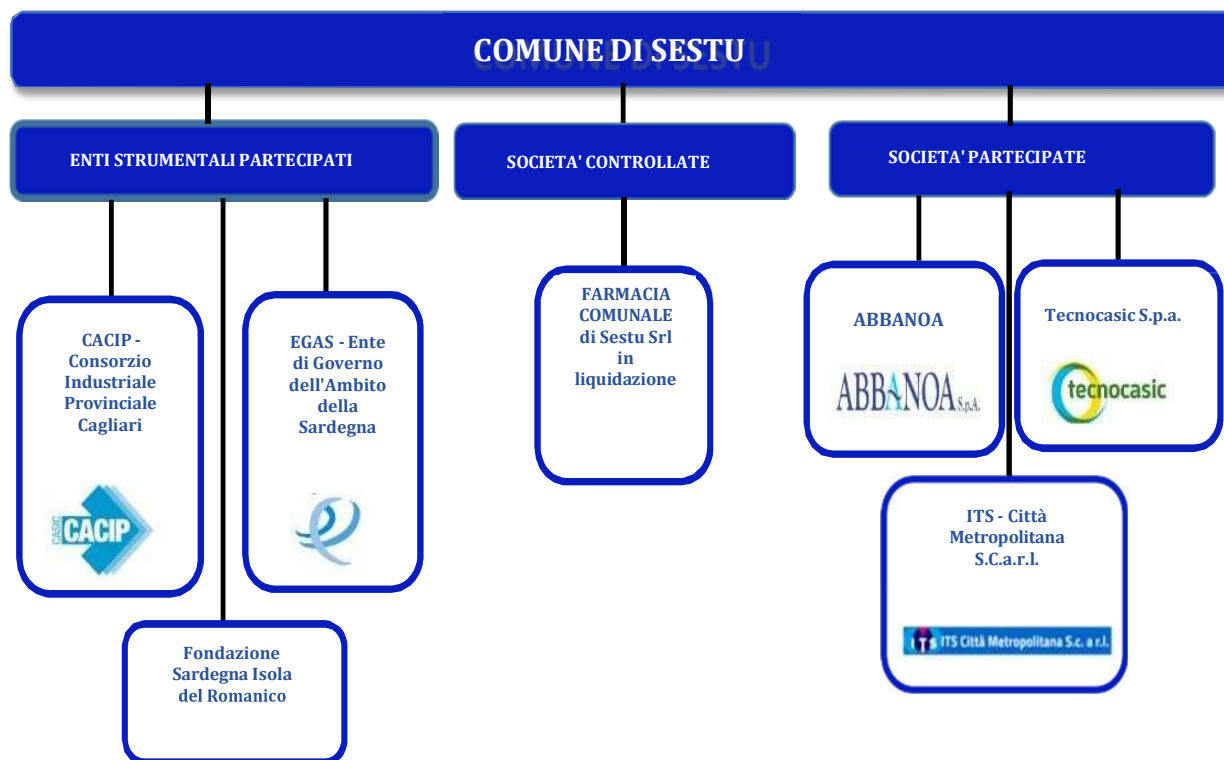 COMUNE DI SESTU
ENTI STRUMENTALI PARTECIPATI
SOCIETA' CONTROLLATE
SOCIETA' PARTECIPATE
CACIP -
Consorzio
Industriale
Provinciale
Cagliari
CASIC
CACIP
EGAS - Ente
di Governo
dell'Ambito
della
Sardegna
Fondazione
Sardegna Isola
del Romanico
FARMACIA
COMUNALE
di Sestu Srl
in
liquidazione
ABBANOA
ABBANOA S.p.A.
Tecnocasic S.p.a.
tecnocasic
ITS - Città
Metropolitana
S.C.a.r.l.
ITS ITS Città Metropolitana S.c. a r.l.